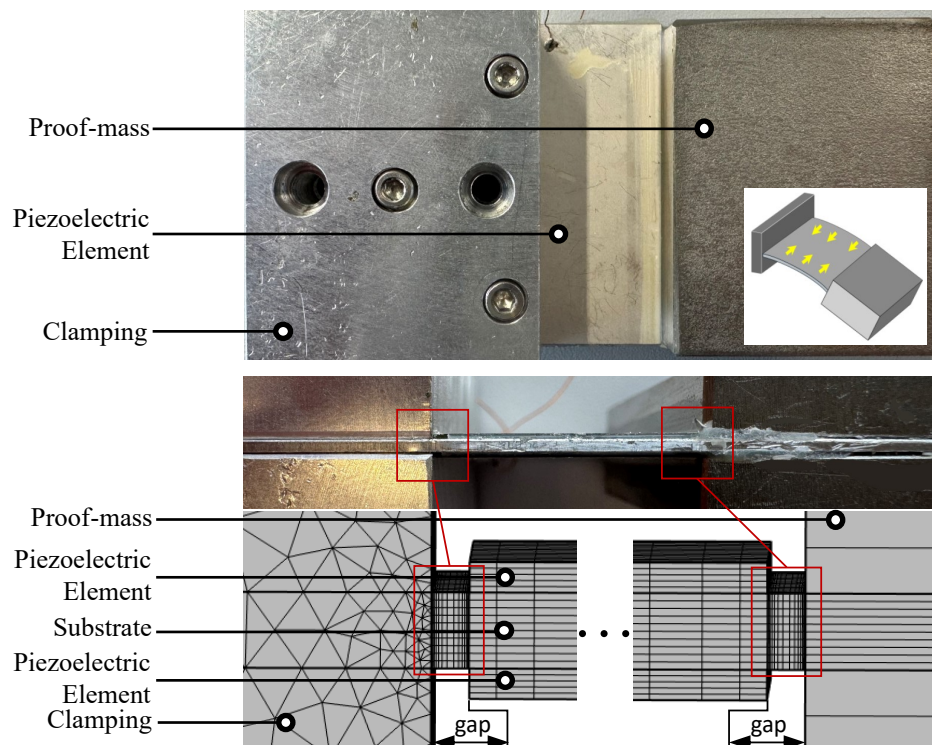 Proof-mass
Piezoelectric
Element
Clamping
Proof-mass
Piezoelectric
Element
Substrate
Piezoelectric
Element
Clamping
gap
gap